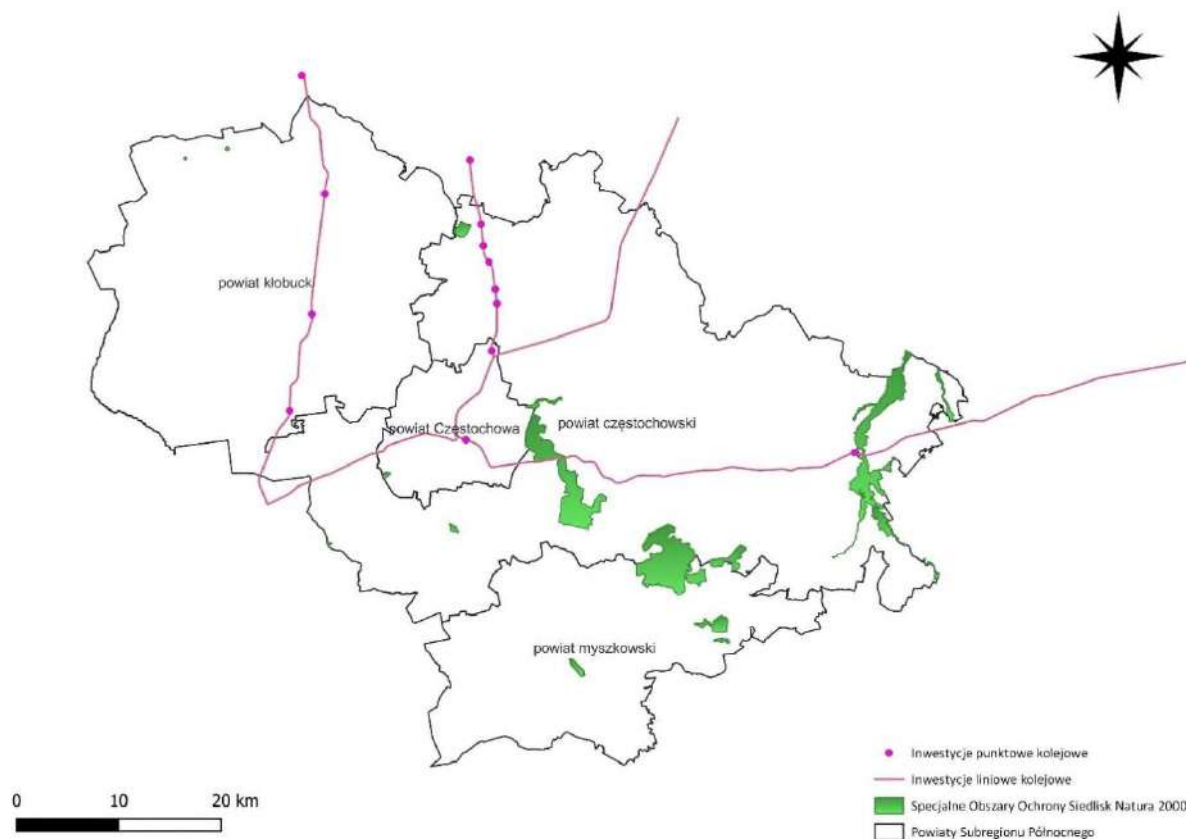 powiat kłobuck
powiat Częstochowa
powiat częstochowski
powiat myszkowski
Inwestycje punktowe kolejowe
Inwestycje liniowe kolejowe
Specjalne Obszary Ochrony Siedlisk Natura 2000
Powiaty Subregionu Północnego
0 10 20 km